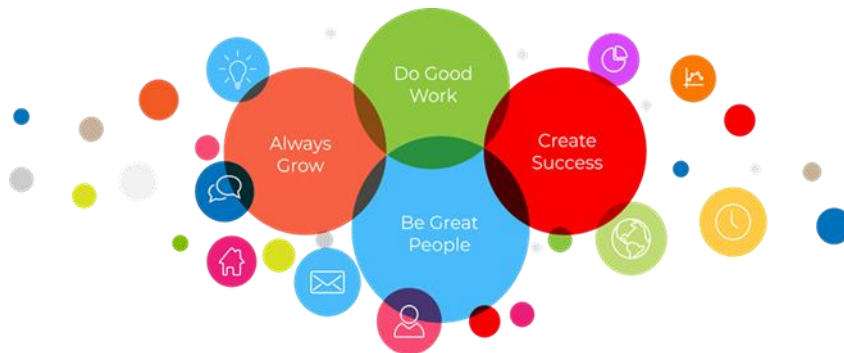 Do Good
Work
Always
Grow
Create
Success
Be Great
People